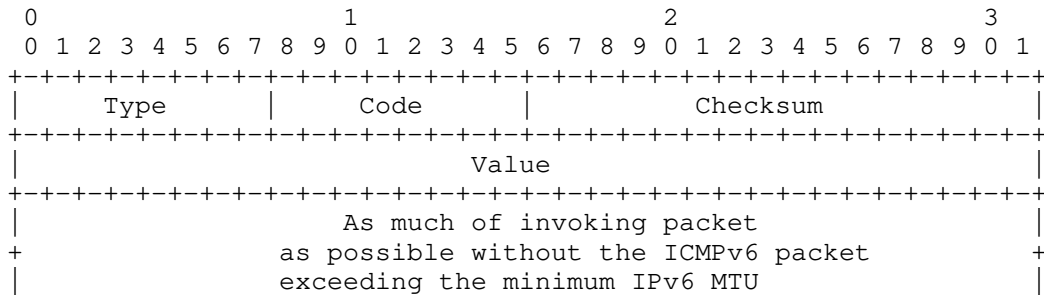 0                   1                   2                   3
 0 1 2 3 4 5 6 7 8 9 0 1 2 3 4 5 6 7 8 9 0 1 2 3 4 5 6 7 8 9 0 1
+-+-+-+-+-+-+-+-+-+-+-+-+-+-+-+-+-+-+-+-+-+-+-+-+-+-+-+-+-+-+-+-+
|     Type      |     Code      |          Checksum             |
+-+-+-+-+-+-+-+-+-+-+-+-+-+-+-+-+-+-+-+-+-+-+-+-+-+-+-+-+-+-+-+-+
|                            Value                              |
+-+-+-+-+-+-+-+-+-+-+-+-+-+-+-+-+-+-+-+-+-+-+-+-+-+-+-+-+-+-+-+-+
|                    As much of invoking packet                 |
+                as possible without the ICMPv6 packet          +
|                exceeding the minimum IPv6 MTU                 |